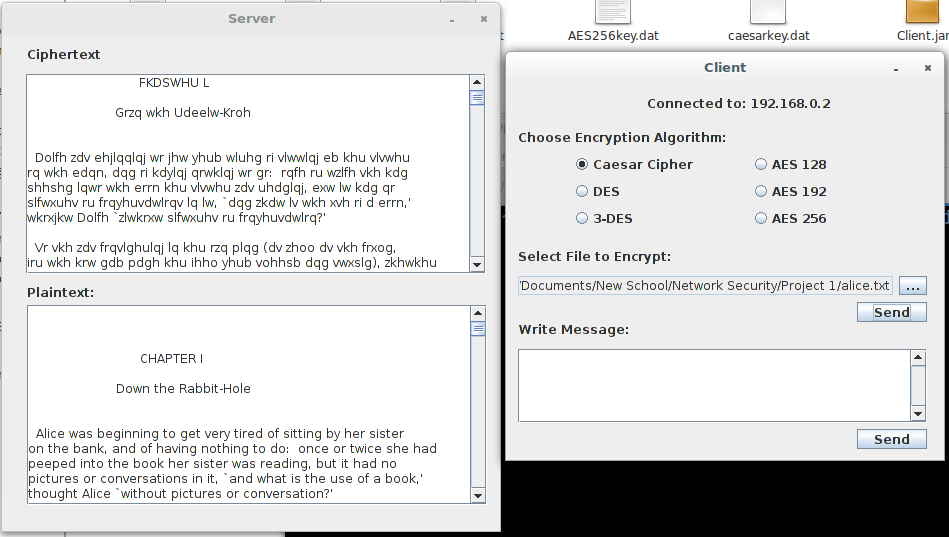 Server
Ciphertext
FKDSWHU L
Grzq wkh Udeelw-Kroh
Dolfh zdv ehjlqqlqj wr jhw yhub wluhg ri vlwwlqj eb khu vlvwhu
rq wkh edqn, dqg ri kdylqj qrwklqj wr gr:  rqfh ru wzlfh vkh kdg
shhshg lqwr wkh errn khu vlvwhu zdv uhdglqj, exw lw kdg qr
slfwxuhv ru frqyhuvdwlrqv lq lw, `dqg zkdw lv wkh xvh ri d errn,'
wkrxjkw Dolfh `zlwkrxw slfwxuhv ru frqyhuvdwlrq?'
Vr vkh zdv frqvlghulqj lq khu rzq plqg (dv zhoo dv vkh frxog,
iru wkh krw gdb pdgh khu ihho yhub vohhsb dqg vwxslg), zkhwkhu
Plaintext:
CHAPTER I
Down the Rabbit-Hole
Alice was beginning to get very tired of sitting by her sister
on the bank, and of having nothing to do:  once or twice she had
peeped into the book her sister was reading, but it had no
pictures or conversations in it, `and what is the use of a book,'
thought Alice `without pictures or conversation?'
AES256key.dat
caesarkey.dat
Client.jar
Client
Connected to: 192.168.0.2
Choose Encryption Algorithm:
Caesar Cipher
AES 128
DES
AES 192
3-DES
AES 256
Select File to Encrypt:
'Documents/New School/Network Security/Project 1/alice.txt
...
Send
Write Message:
Send